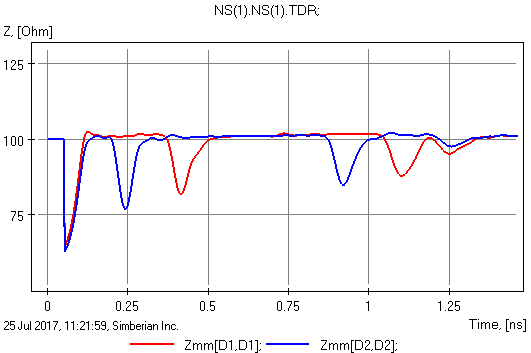 NS(1).NS(1).TDR;
Z, [Ohm]
125
100
75
0 0.25 0.5 0.75 1 1.25
25 Jul 2017, 11:21:59, Simberian Inc. Time, [ns]
Zmm[D1,D1]; Zmm[D2,D2];